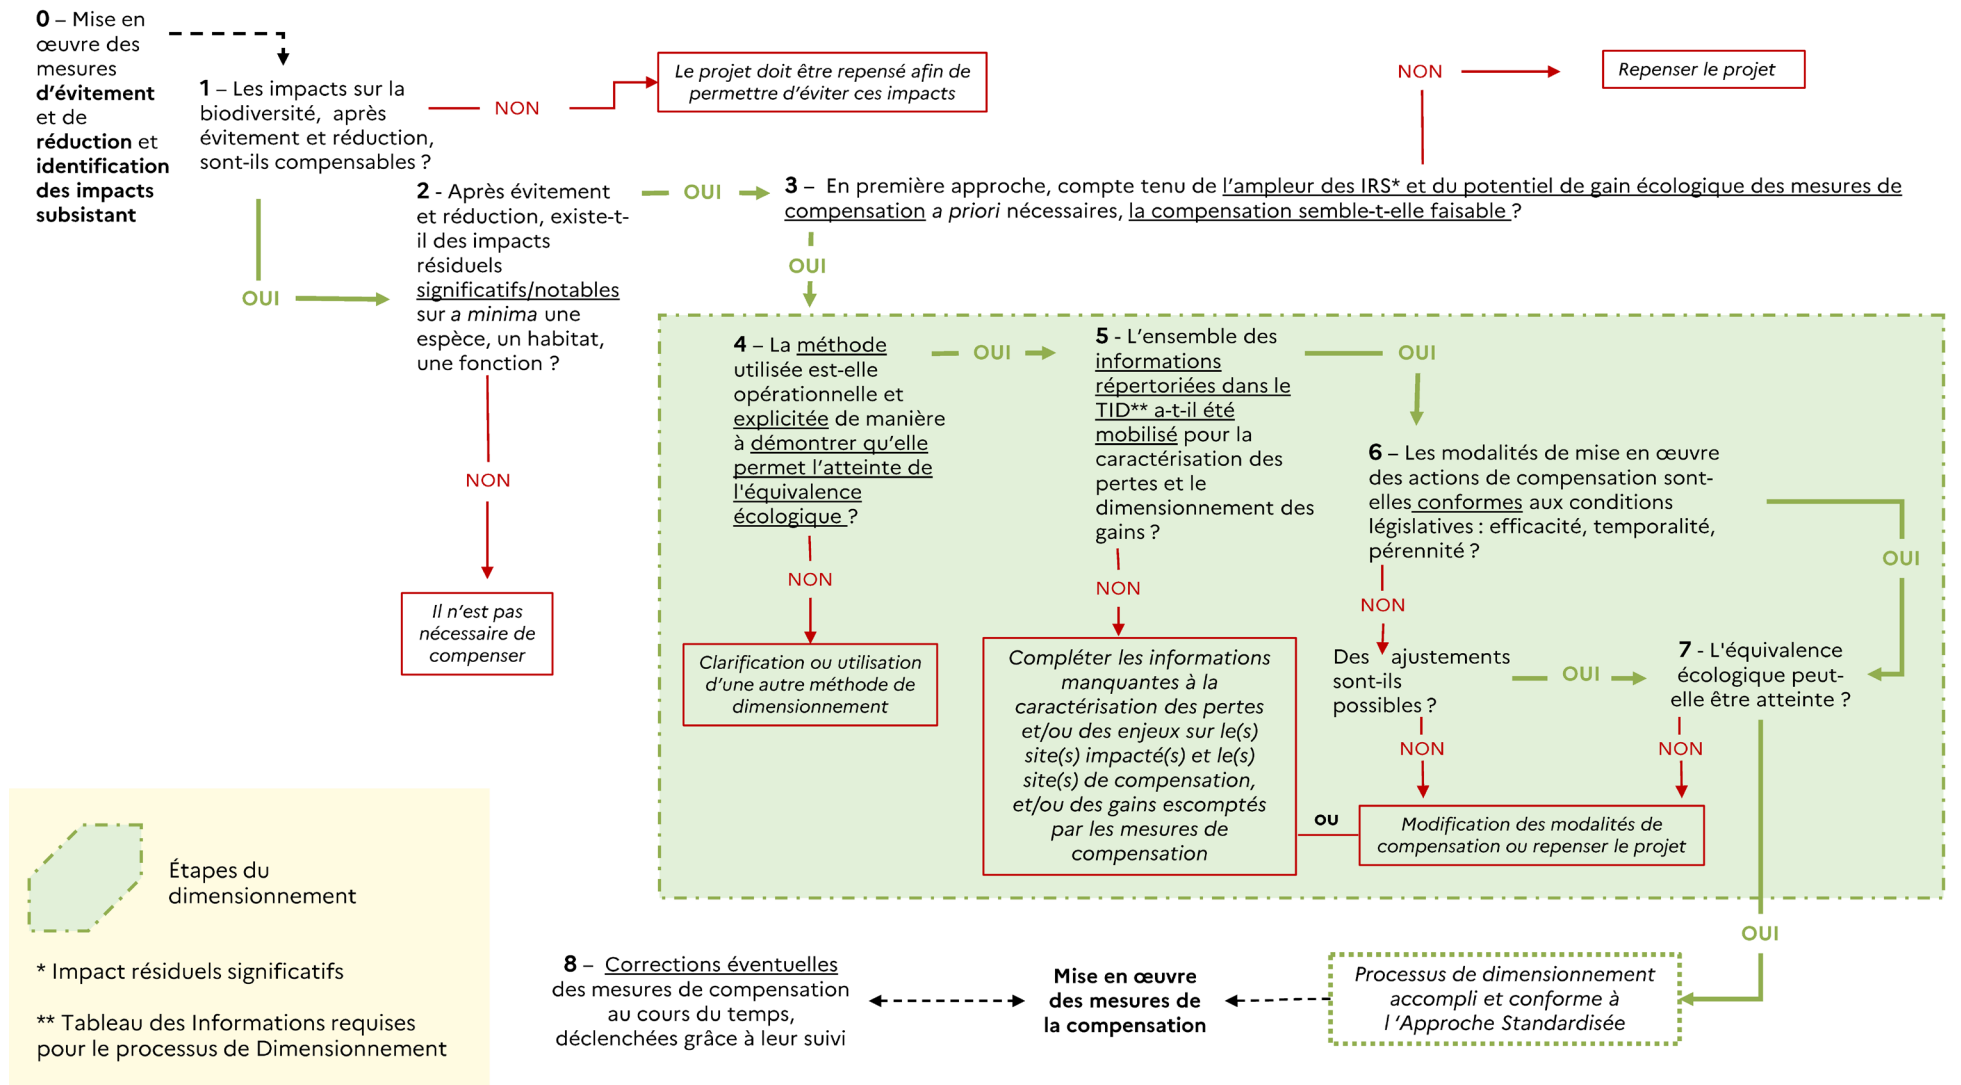 0 – Mise en
œuvre des
mesures
d’évitement
et de
réduction et
identification
des impacts
subsistant
1 – Les impacts sur la
biodiversité, après
évitement et réduction,
sont-ils compensables ?
NON
Le projet doit être repensé afin de
permettre d’éviter ces impacts
OUI
2 - Après évitement
et réduction, existe-t-
il des impacts
résiduels
significatifs/notables
sur a minima une
espèce, un habitat,
une fonction ?
NON
Il n’est pas
nécessaire de
compenser
OUI
3 – En première approche, compte tenu de l’ampleur des IRS* et du potentiel de gain écologique des mesures de
compensation a priori nécessaires, la compensation semble-t-elle faisable ?
NON
Repenser le projet
OUI
4 – La méthode
utilisée est-elle
opérationnelle et
explicitée de manière
à démontrer qu’elle
permet l’atteinte de
l'équivalence
écologique ?
NON
Clarification ou utilisation
d’une autre méthode de
dimensionnement
OUI
5 - L’ensemble des
informations
répertoriées dans le
TID** a-t-il été
mobilisé pour la
caractérisation des
pertes et le
dimensionnement des
gains ?
NON
Compléter les informations
manquantes à la
caractérisation des pertes
et/ou des enjeux sur le(s)
site(s) impacté(s) et le(s)
site(s) de compensation,
et/ou des gains escomptés
par les mesures de
compensation
OUI
6 – Les modalités de mise en œuvre
des actions de compensation sont-
elles conformes aux conditions
législatives : efficacité, temporalité,
pérennité ?
NON
Des ajustements
sont-ils
possibles ?
OUI
OUI
7 - L'équivalence
écologique peut-
elle être atteinte ?
NON
NON
ou
Modification des modalités de
compensation ou repenser le projet
OUI
Processus de dimensionnement
accompli et conforme à
l ’Approche Standardisée
Mise en œuvre
des mesures de
la compensation
8 – Corrections éventuelles
des mesures de compensation
au cours du temps,
déclenchées grâce à leur suivi
Étapes du
dimensionnement
* Impact résiduels significatifs
** Tableau des Informations requises
pour le processus de Dimensionnement